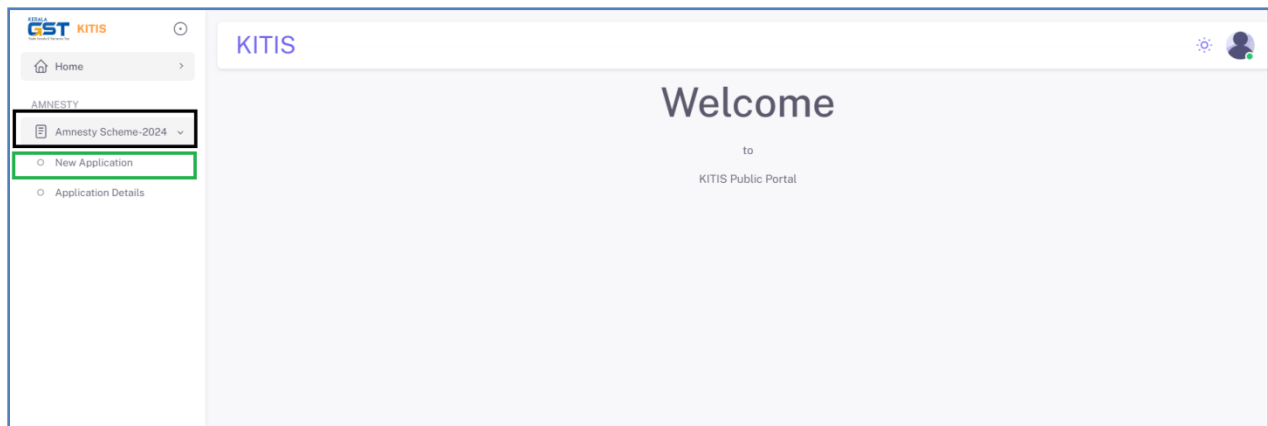 KERALA
GST KITIS
Home
AMNESTY
Amnesty Scheme-2024
New Application
Application Details
KITIS
Welcome
to
KITIS Public Portal